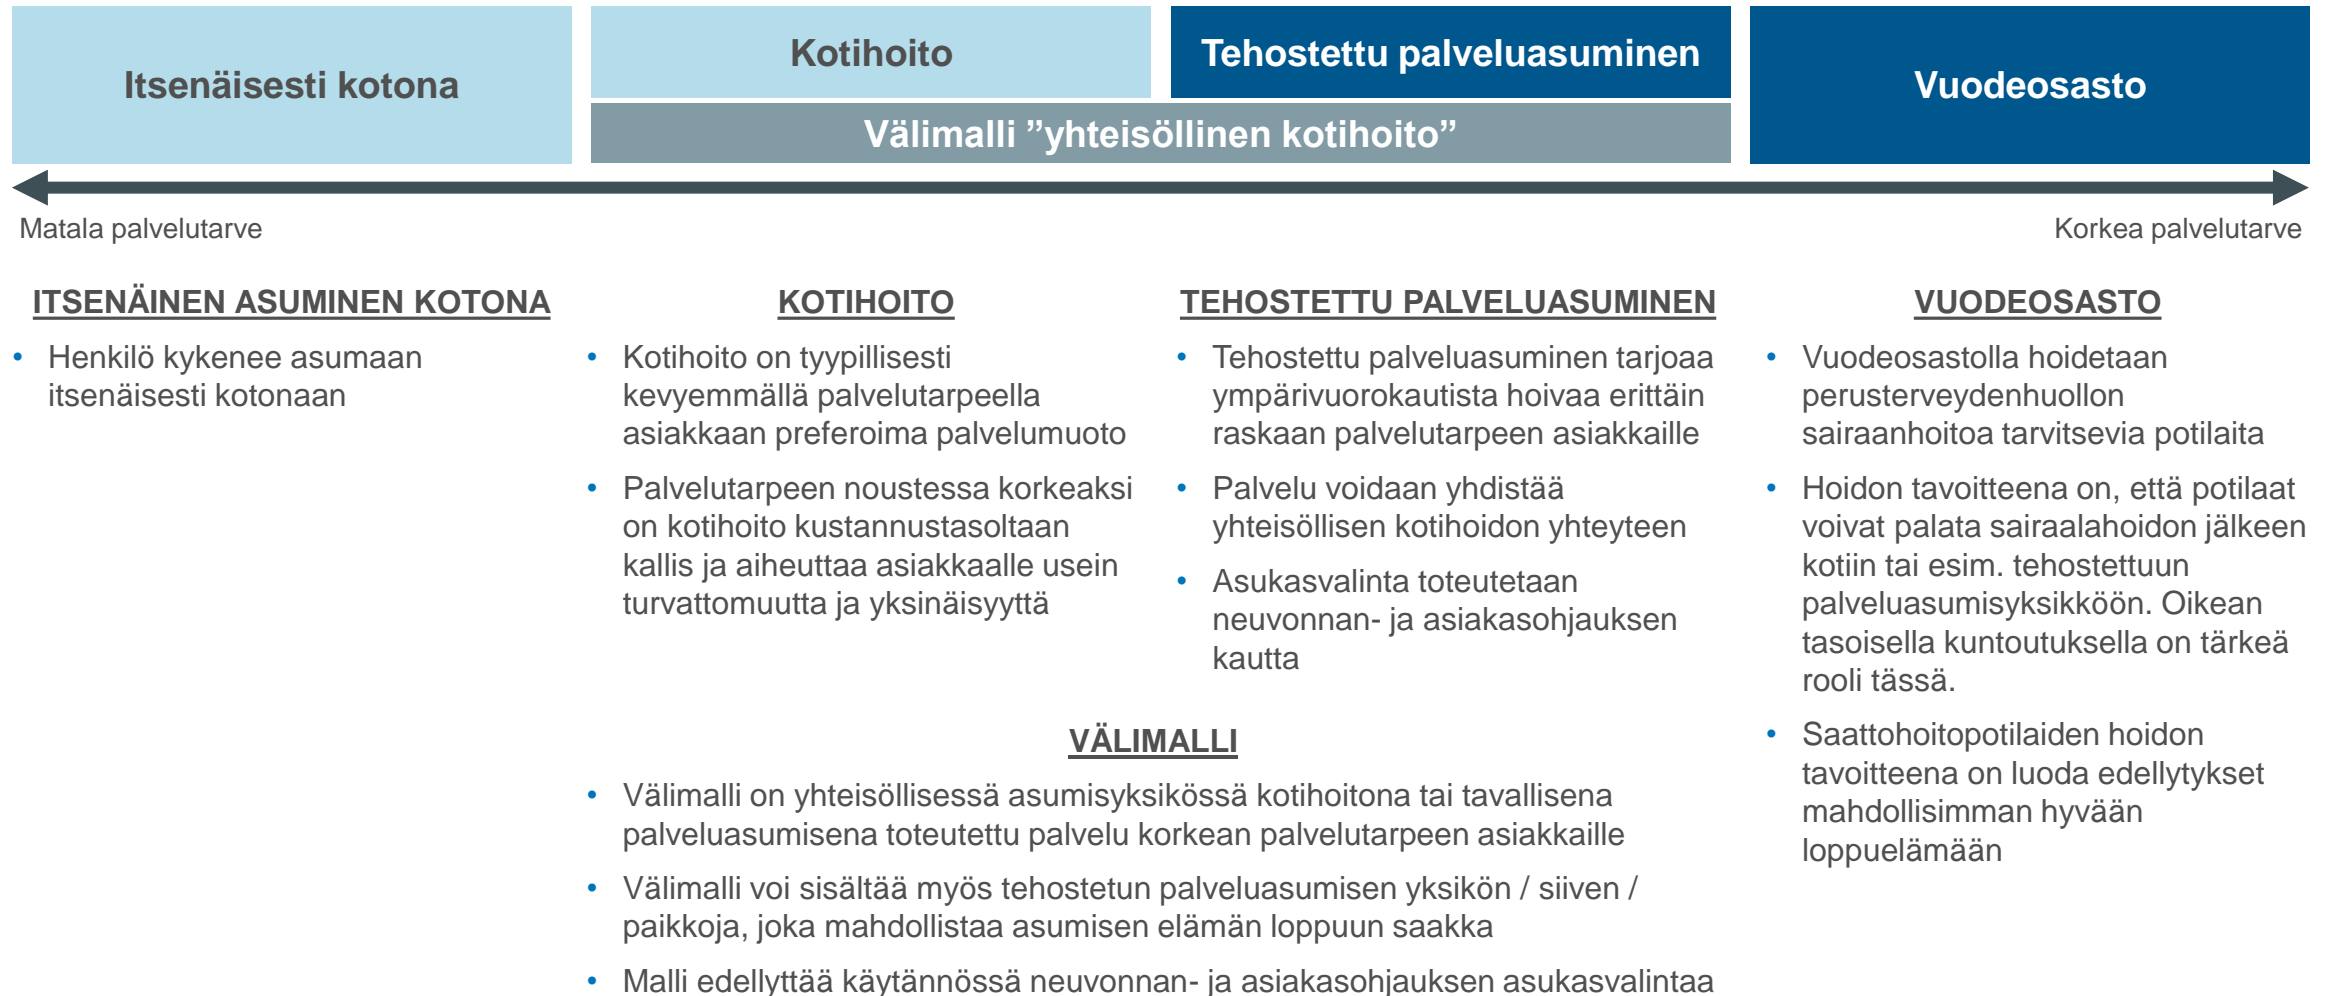 Itsenäisesti kotona
Kotihoito
Tehostettu palveluasuminen
Välimalli ”yhteisöllinen kotihoito”
Vuodeosasto
Matala palvelutarve
Korkea palvelutarve
ITSENÄINEN ASUMINEN KOTONA
• Henkilö kykenee asumaan
itsenäisesti kotonaan
KOTIHOITO
• Kotihoito on tyypillisesti
kevyemmällä palvelutarpeella
asiakkaan preferoima palvelumuoto
• Palvelutarpeen noustessa korkeaksi
on kotihoito kustannustasoltaan
kallis ja aiheuttaa asiakkaalle usein
turvattomuutta ja yksinäisyyttä
TEHOSTETTU PALVELUASUMINEN
• Tehostettu palveluasuminen tarjoaa
ympärivuorokautista hoivaa erittäin
raskaan palvelutarpeen asiakkaille
• Palvelu voidaan yhdistää
yhteisöllisen kotihoidon yhteyteen
• Asukasvalinta toteutetaan
neuvonnan- ja asiakasohjauksen
kautta
VÄLIMALLI
• Välimalli on yhteisöllisessä asumisyksikössä kotihoitona tai tavallisena
palveluasumisena toteutettu palvelu korkean palvelutarpeen asiakkaille
• Välimalli voi sisältää myös tehostetun palveluasumisen yksikön / siiven /
paikkoja, joka mahdollistaa asumisen elämän loppuun saakka
• Malli edellyttää käytännössä neuvonnan- ja asiakasohjauksen asukasvalintaa
VUODEOSASTO
• Vuodeosastolla hoidetaan
perusterveydenhuollon
sairaanhoitoa tarvitsevia potilaita
• Hoidon tavoitteena on, että potilaat
voivat palata sairaalahoidon jälkeen
kotiin tai esim. tehostettuun
palveluasumisyksikköön. Oikean
tasoisella kuntoutuksella on tärkeä
rooli tässä.
• Saattohoitopotilaiden hoidon
tavoitteena on luoda edellytykset
mahdollisimman hyvään
loppuelämään